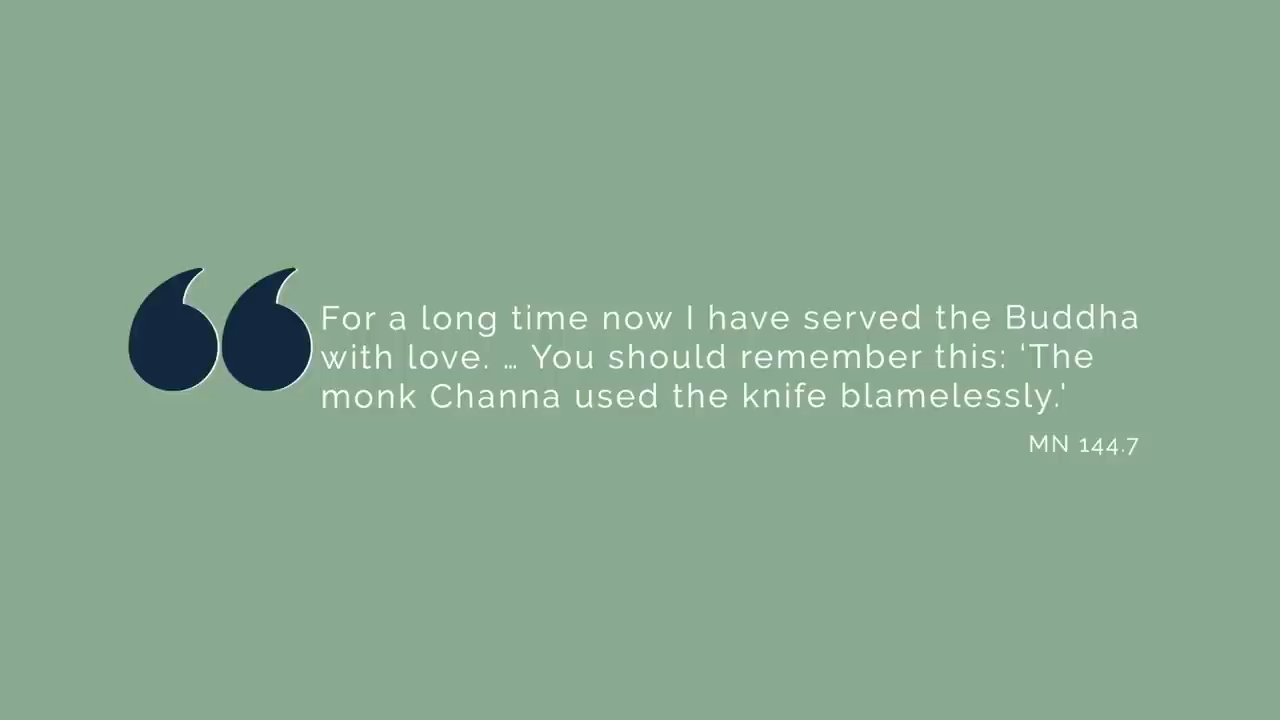 For a long time now I have served the Buddha
with love. … You should remember this: ‘The
monk Channa used the knife blamelessly.'
MN 144.7